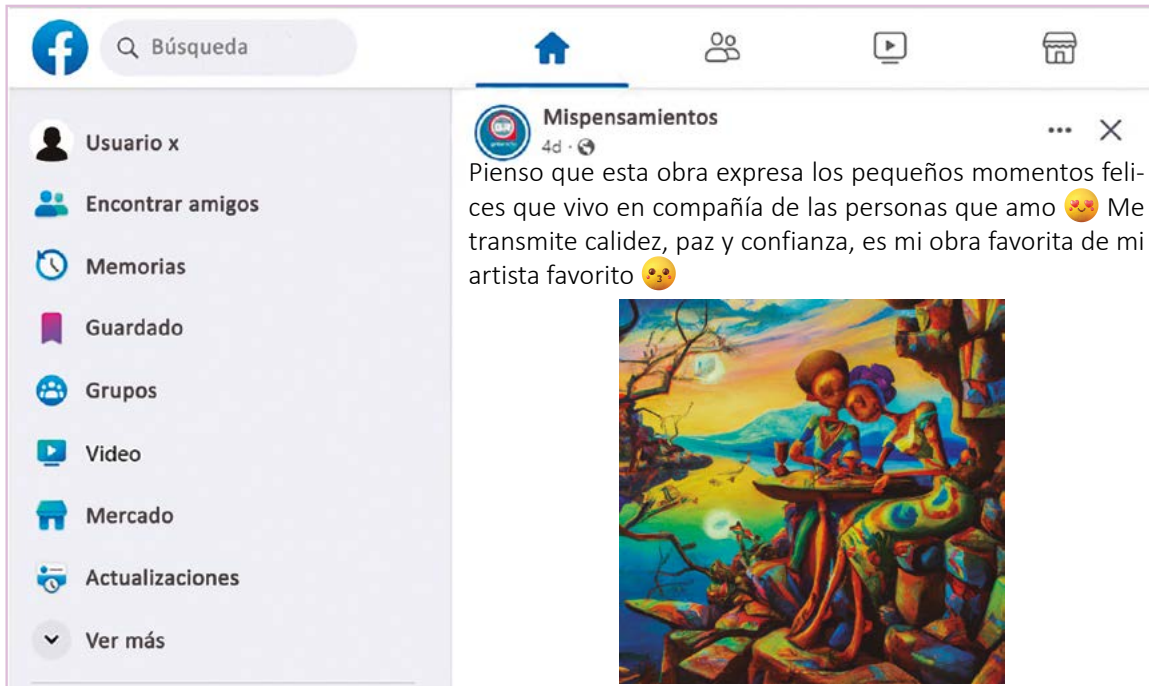 Búsqueda
Usuario x
Encontrar amigos
Memorias
Guardado
Grupos
Video
Mercado
Actualizaciones
Ver más
Mispensamientos
4d ·
Pienso que esta obra expresa los pequeños momentos feli-
ces que vivo en compañía de las personas que amo Me
transmite calidez, paz y confianza, es mi obra favorita de mi
artista favorito